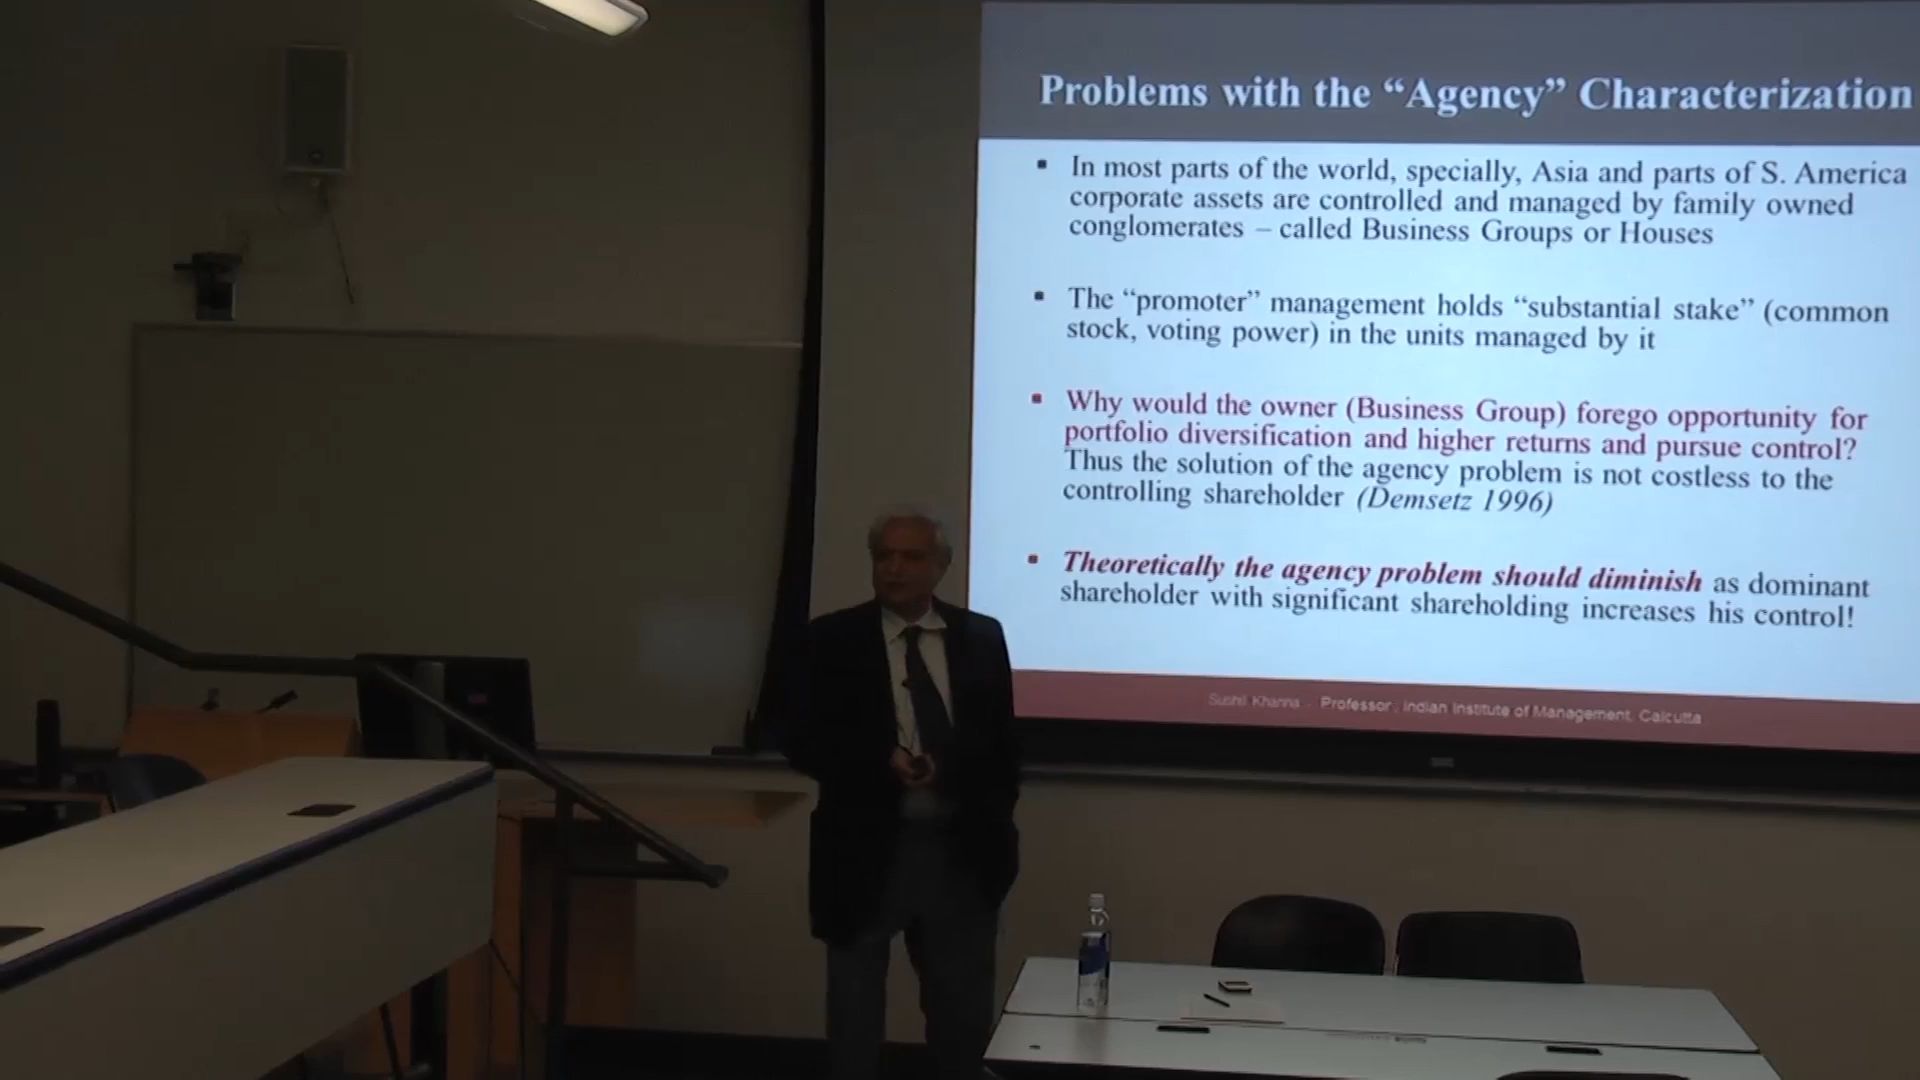 Problems with the “Agency” Characterization
In most parts of the world, specially, Asia and parts of S. America
corporate assets are controlled and managed by family owned
conglomerates – called Business Groups or Houses
The “promoter” management holds “substantial stake” (common
stock, voting power) in the units managed by it
Why would the owner (Business Group) forego opportunity for
portfolio diversification and higher returns and pursue control?
Thus the solution of the agency problem is not costless to the
controlling shareholder (Demsetz 1996)
Theoretically the agency problem should diminish as dominant
shareholder with significant shareholding increases his control!
Sushil Khanna - Professor, Indian Institute of Management, Calcutta